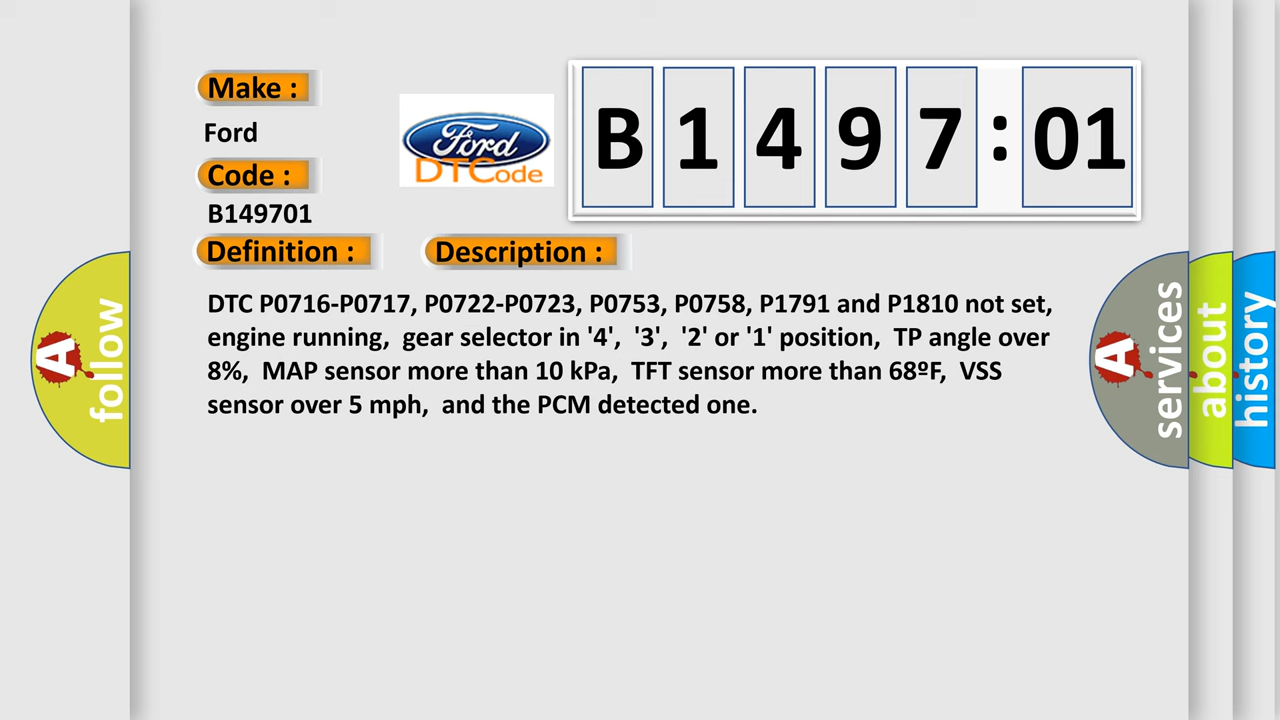 Make :
Ford
Code :
B149701
Ford
DTCode
B 1 4 9 7 : 01
Definition :
Description :
DTC P0716-P0717, P0722-P0723, P0753, P0758, P1791 and P1810 not set,
engine running, gear selector in '4', '3', '2' or '1' position, TP angle over
8%, MAP sensor more than 10 kPa, TFT sensor more than 68ºF, VSS
sensor over 5 mph, and the PCM detected one.
A
follow
A
services
about
history